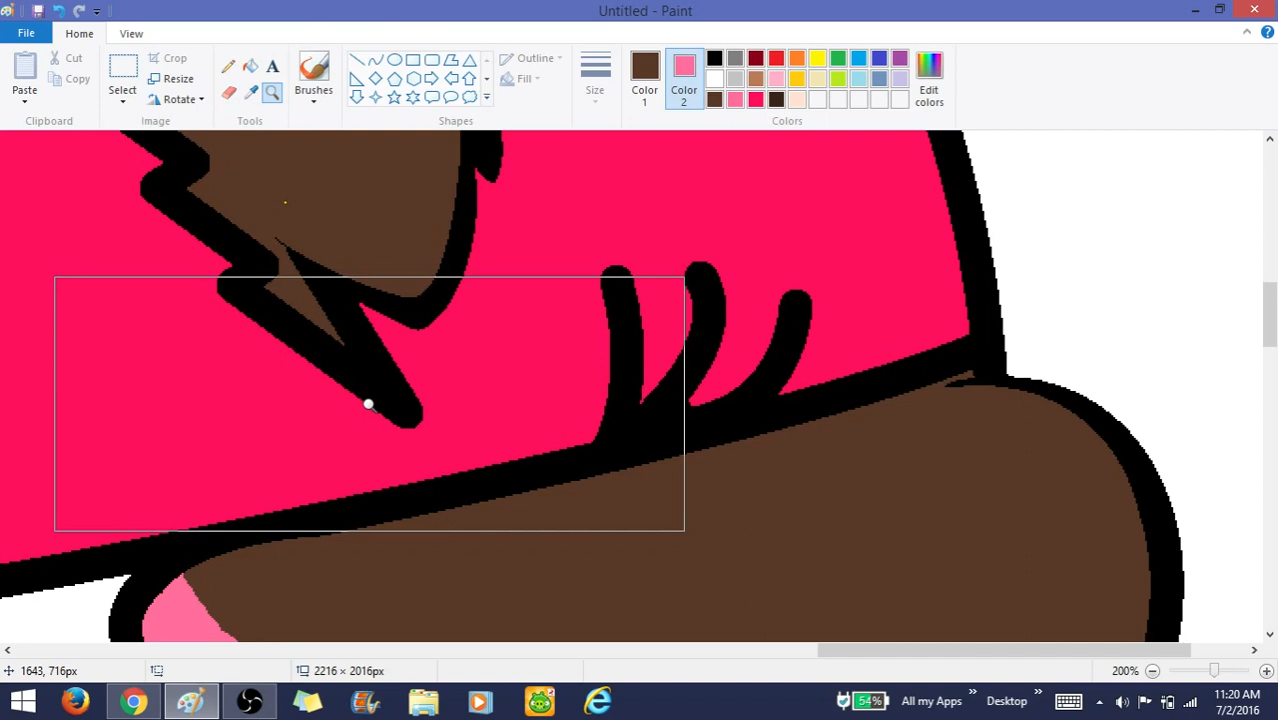 Untitled - Paint
File
Home
View
Paste
Cut
Copy
Clipboard
Select
Crop
Resize
Rotate
Image
A
Tools
Brushes
Shapes
Outline
Fill
Size
Color 1
Color 2
Edit colors
Colors
1643, 716px
2216 × 2016px
200%
54%
All my Apps
Desktop
11:20 AM
7/2/2016